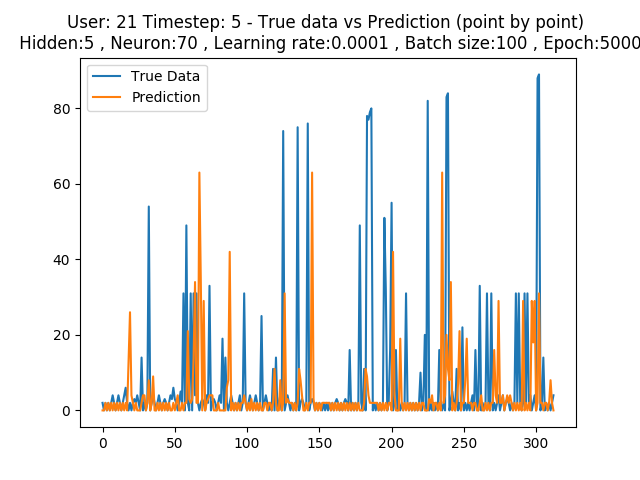 User: 21 Timestep: 5 - True data vs Prediction (point by point)
Hidden:5 , Neuron:70 , Learning rate:0.0001 , Batch size:100 , Epoch:5000
True Data
Prediction
80
60
40
20
0
0 50 100 150 200 250 300